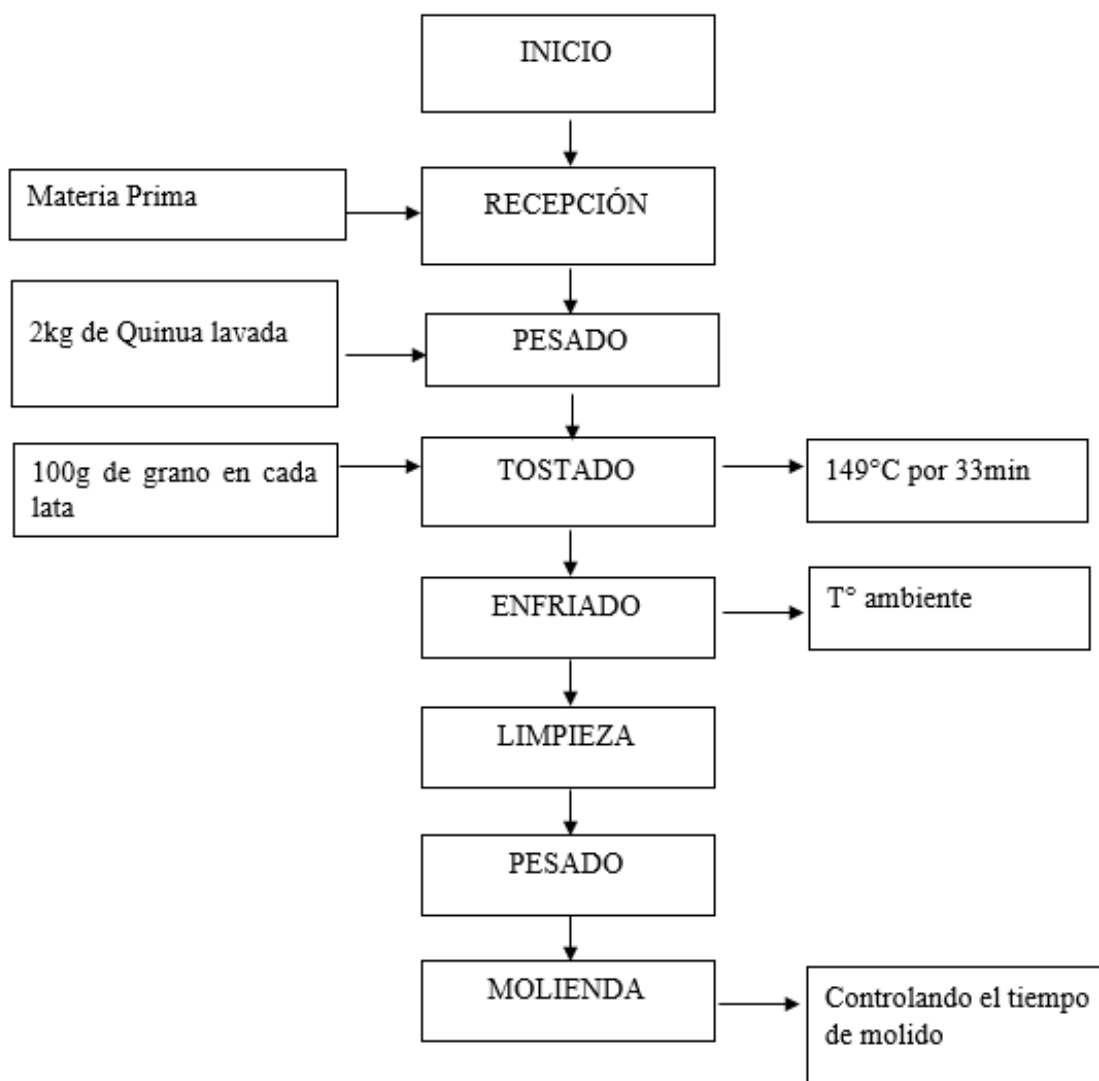 INICIO
Materia Prima
RECEPCIÓN
2kg de Quinua lavada
PESADO
100g de grano en cada
lata
TOSTADO
149°C por 33min
ENFRIADO
T° ambiente
LIMPIEZA
PESADO
MOLIENDA
Controlando el tiempo
de molido